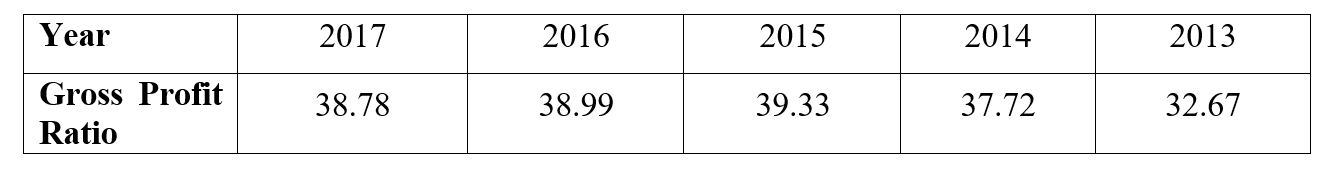 Year 2017 2016 2015 2014 2013
Gross Profit
Ratio 38.78 38.99 39.33 37.72 32.67